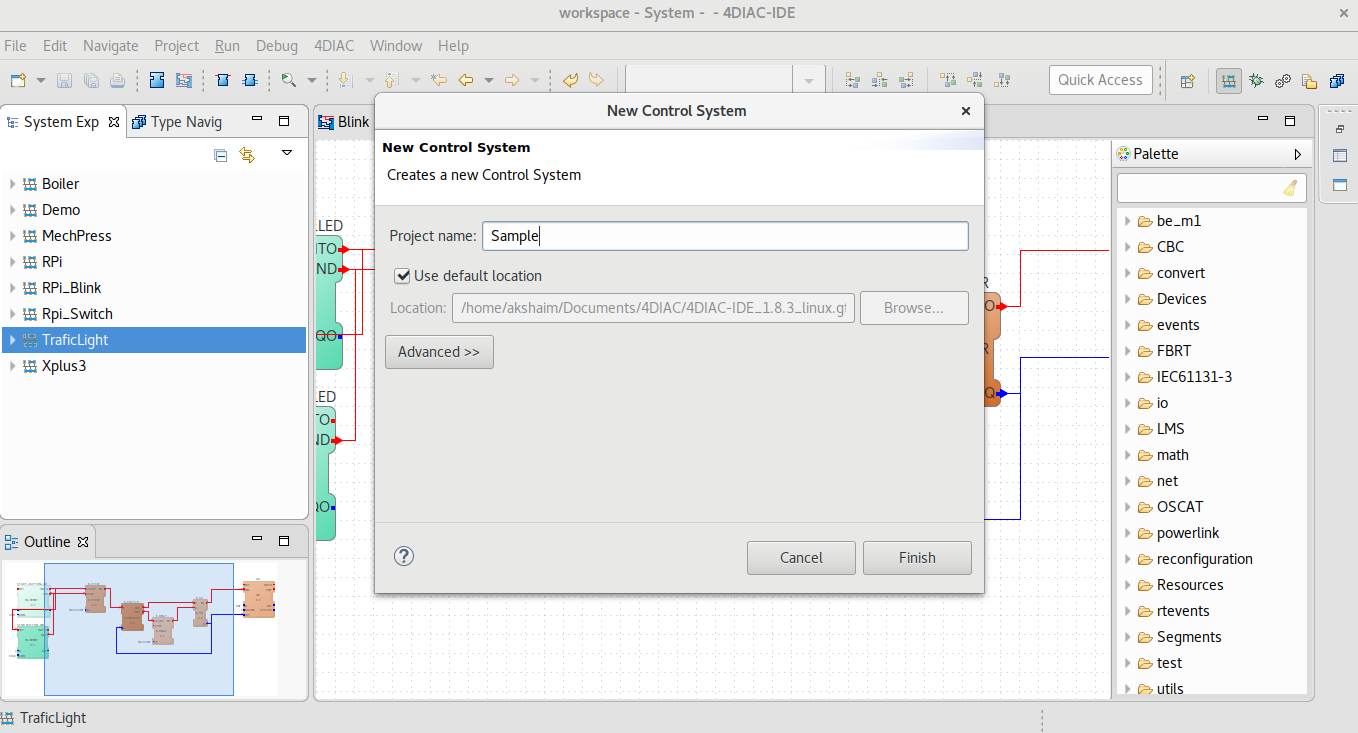 workspace - System -  - 4DIAC-IDE
File Edit Navigate Project Run Debug 4DIAC Window Help
Quick Access
System Exp
Type Navig
Boiler
Demo
MechPress
RPi
RPi_Blink
Rpi_Switch
TraficLight
Xplus3
Outline
Blink
LED
ND
QO
LED
TO
ND
QO
New Control System
New Control System
Creates a new Control System
Project name: Sample
Use default location
Location: /home/akshaim/Documents/4DIAC/4DIAC-IDE_1.8.3_linux.gt
Browse...
Advanced >>
?
Cancel
Finish
R
O
R
Q
Palette
be_m1
CBC
convert
Devices
events
FBRT
IEC61131-3
io
LMS
math
net
OSCAT
powerlink
reconfiguration
Resources
rtevents
Segments
test
utils
TraficLight